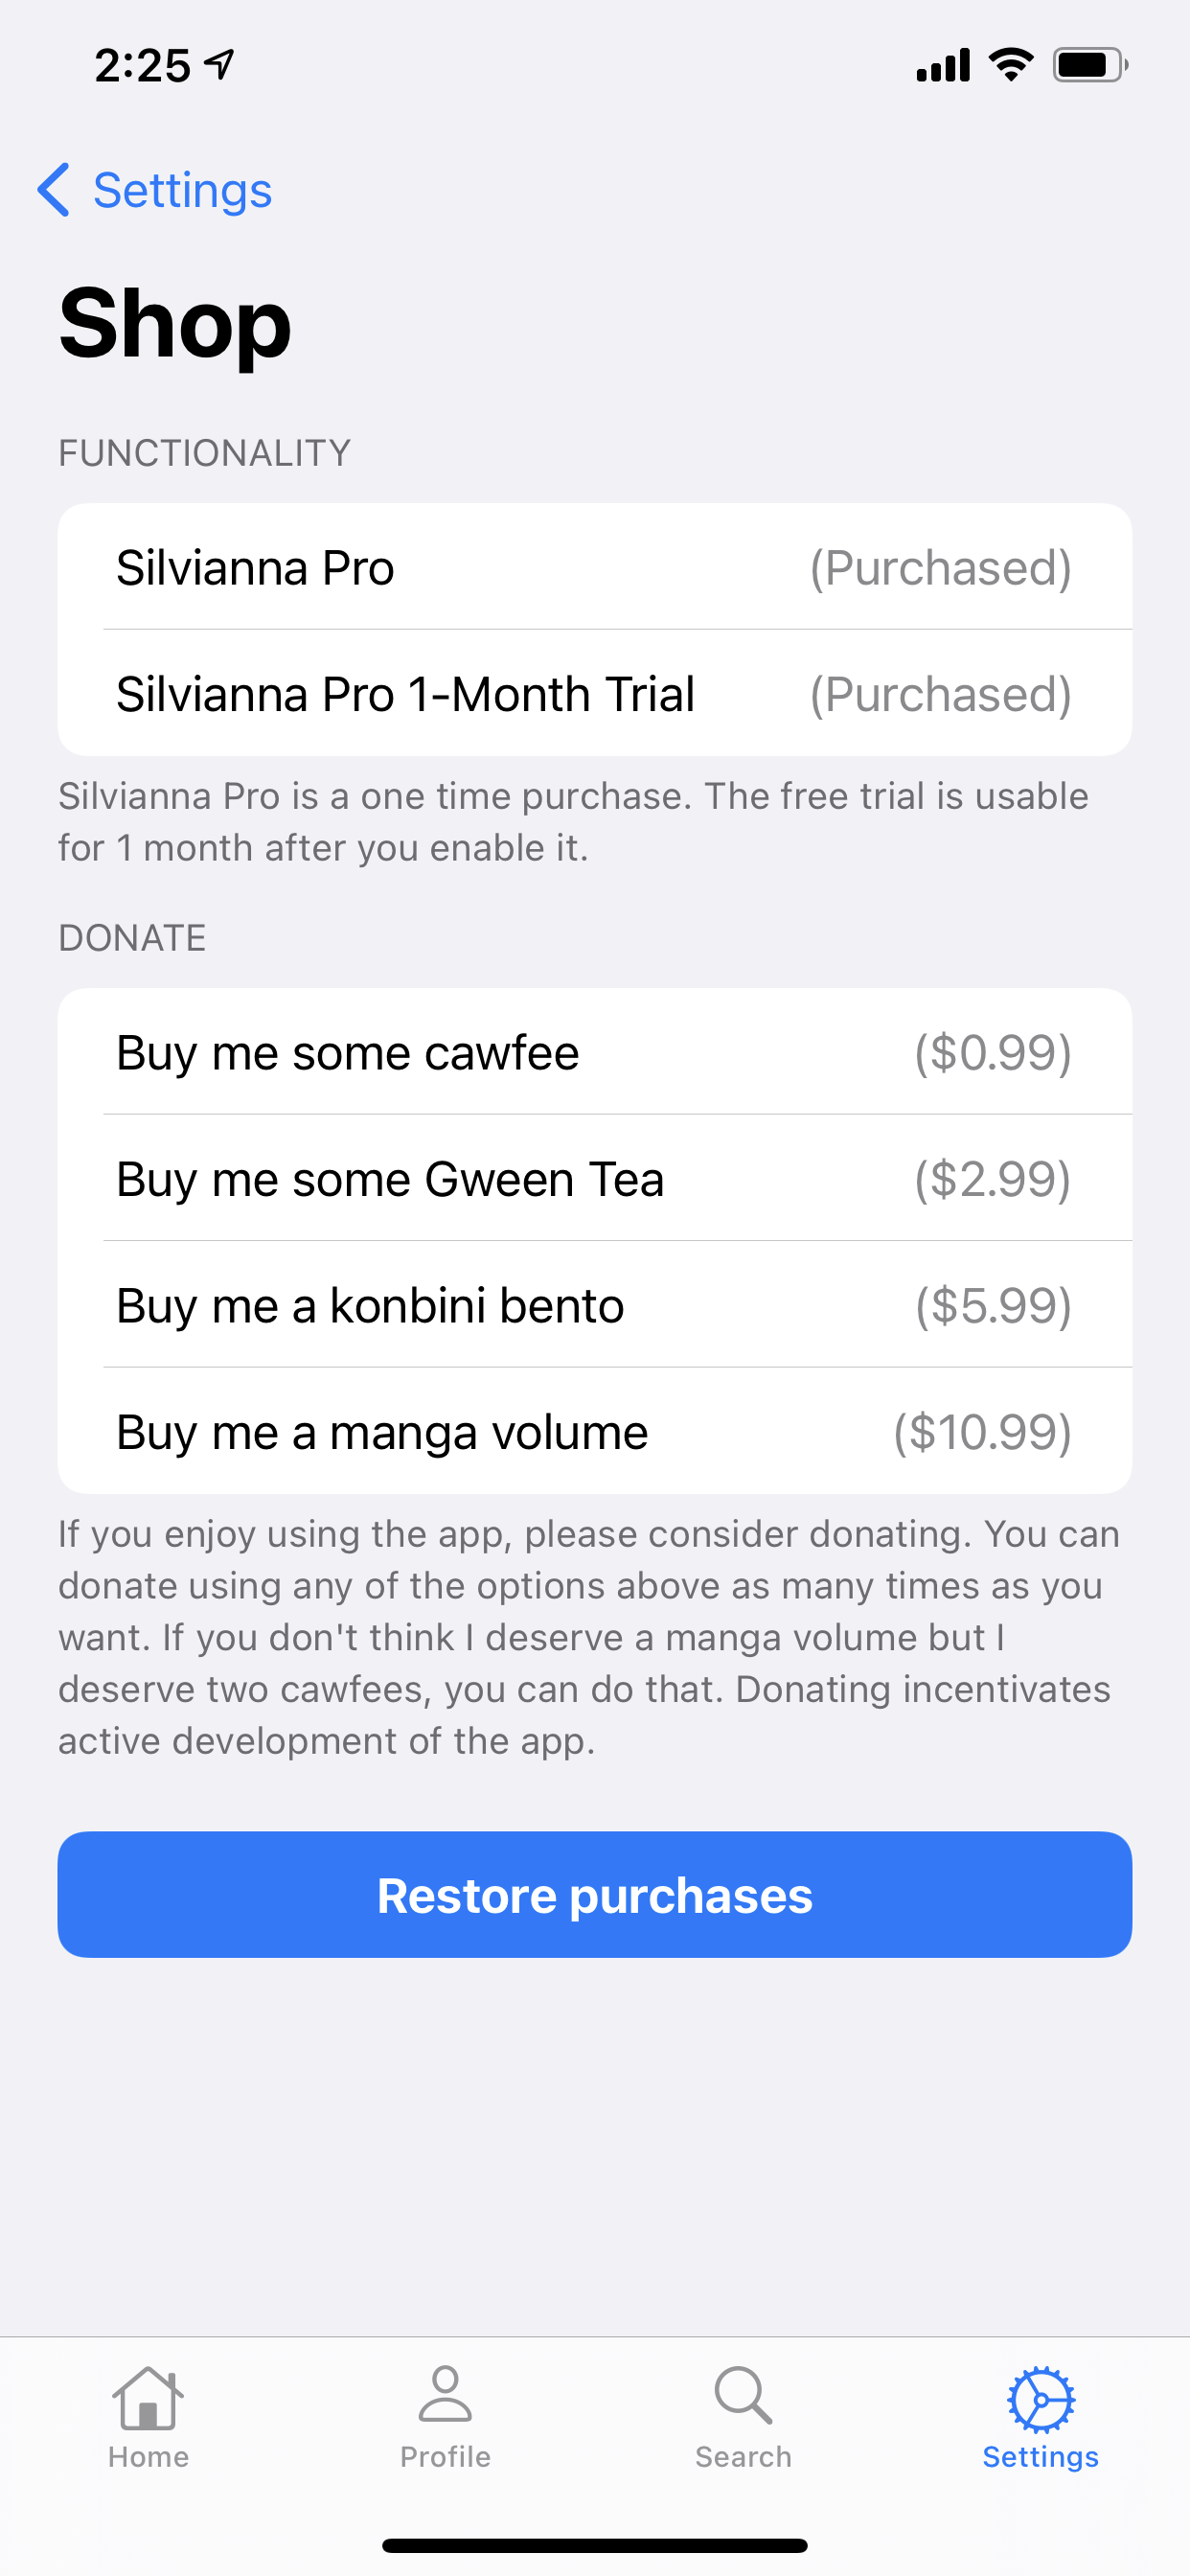 2:25
Settings
Shop
FUNCTIONALITY
Silvianna Pro (Purchased)
Silvianna Pro 1-Month Trial (Purchased)
Silvianna Pro is a one time purchase. The free trial is usable
for 1 month after you enable it.
DONATE
Buy me some cawfee ($0.99)
Buy me some Gween Tea ($2.99)
Buy me a konbini bento ($5.99)
Buy me a manga volume ($10.99)
If you enjoy using the app, please consider donating. You can
donate using any of the options above as many times as you
want. If you don't think I deserve a manga volume but I
deserve two cawfees, you can do that. Donating incentivates
active development of the app.
Restore purchases
Home Profile Search Settings